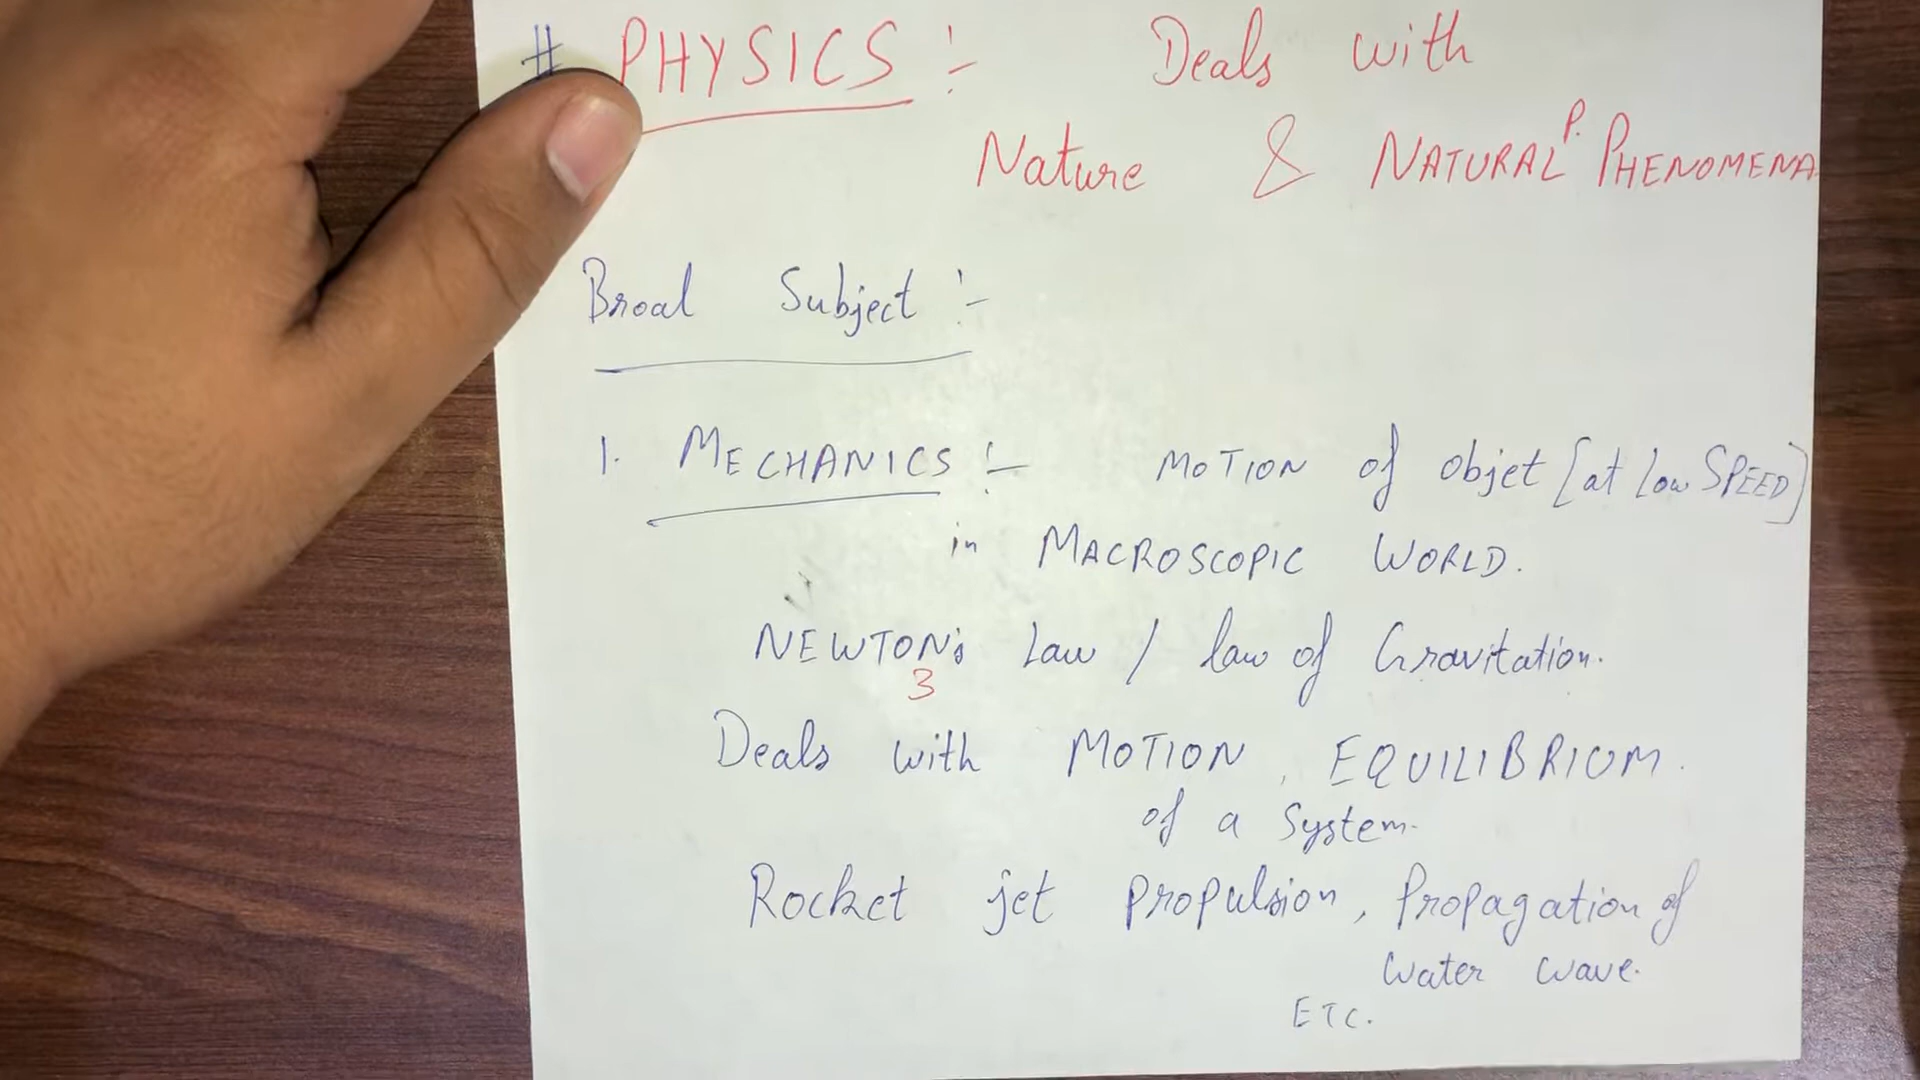 # PHYSICS :- Deals with
Nature & NATURAL P. PHENOMENA
Broal Subject :-
1. MECHANICS :- MOTION of objet [at low SPEED]
in MACROSCOPIC WORLD.
NEWTON's Law / law of Gravitation.
3
Deals with MOTION, EQUILIBRIUM.
of a System.
Rocket jet propulsion, Propagation of
water wave.
ETC.